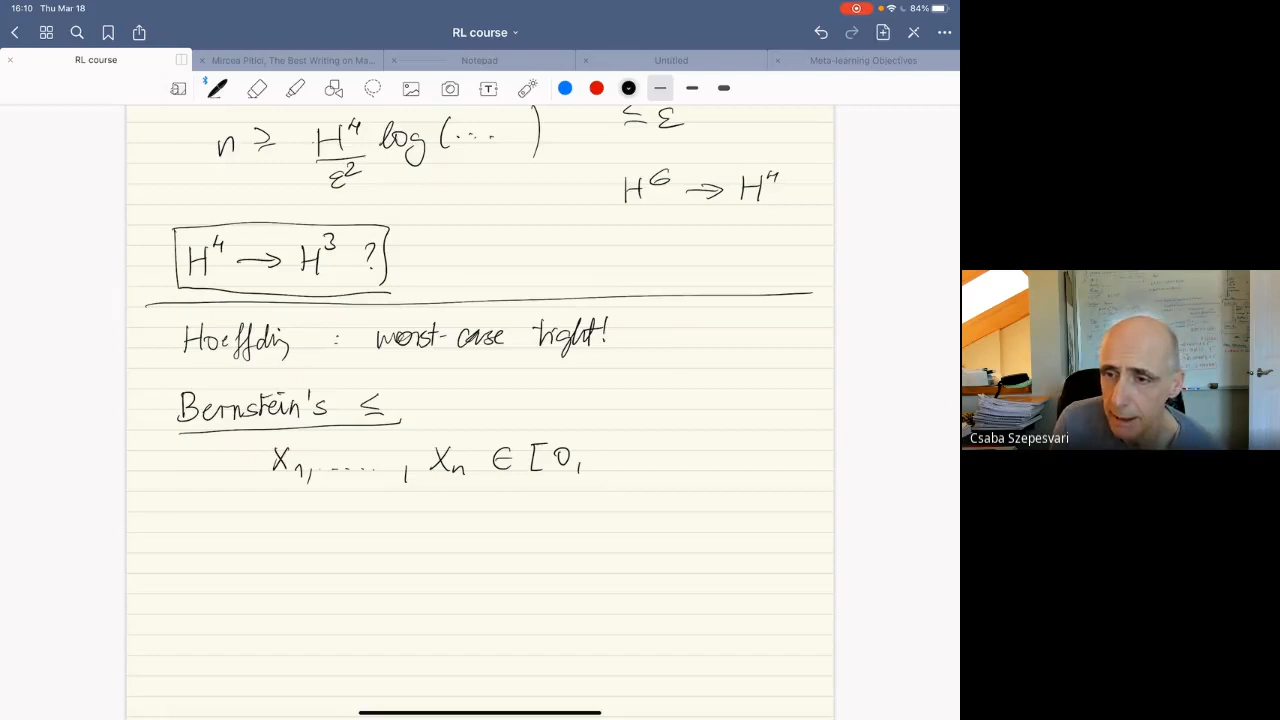 16:10 Thu Mar 18
84%
RL course
RL course
Mircea Pitici, The Best Writing on Ma...
Notepad
Untitled
Meta-learning Objectives
n ≥ H⁴/ε² log(... )
≤ ε
H⁶ → H⁴
H⁴ → H³ ?
Hoeffding : worst-case tight!
Bernstein's ≤
X₁, ....., Xₙ ∈ [0,
Csaba Szepesvari